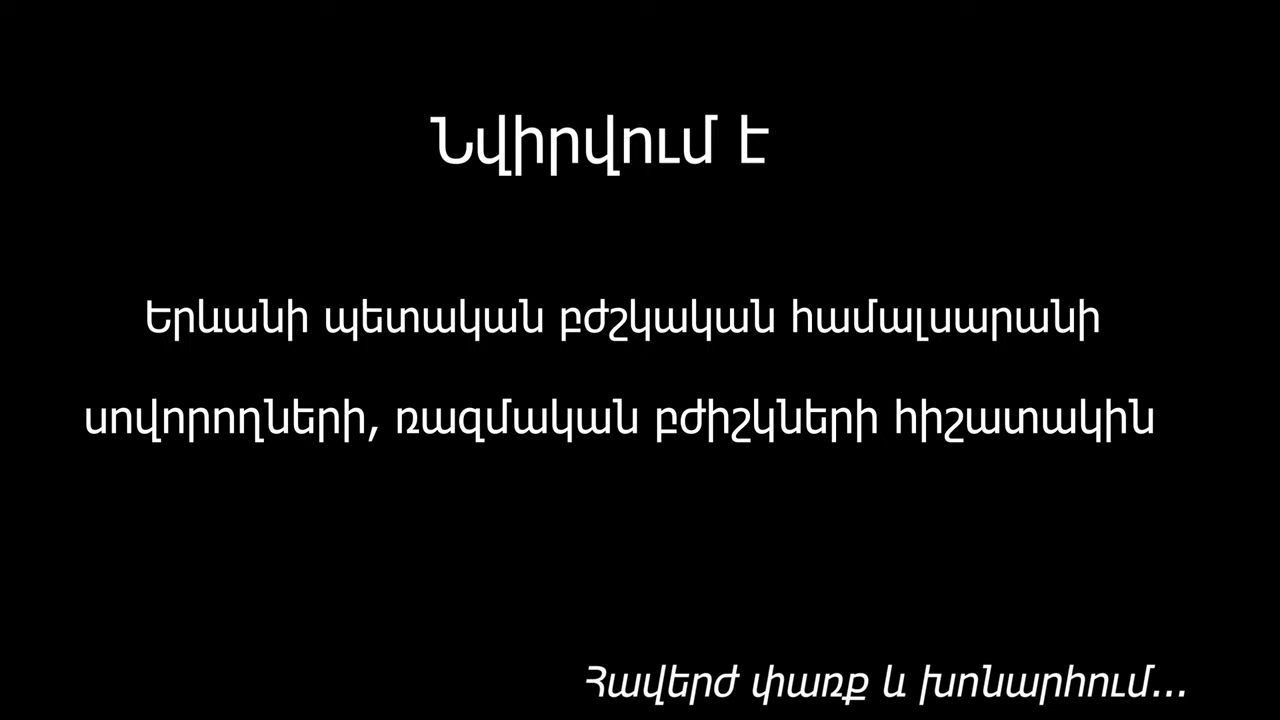 Նվիրվում է
Երևանի պետական բժշկական համալսարանի
սովորողների, ռազմական բժիշկների հիշատակին
Հավերժ փառք և խոնարհում...